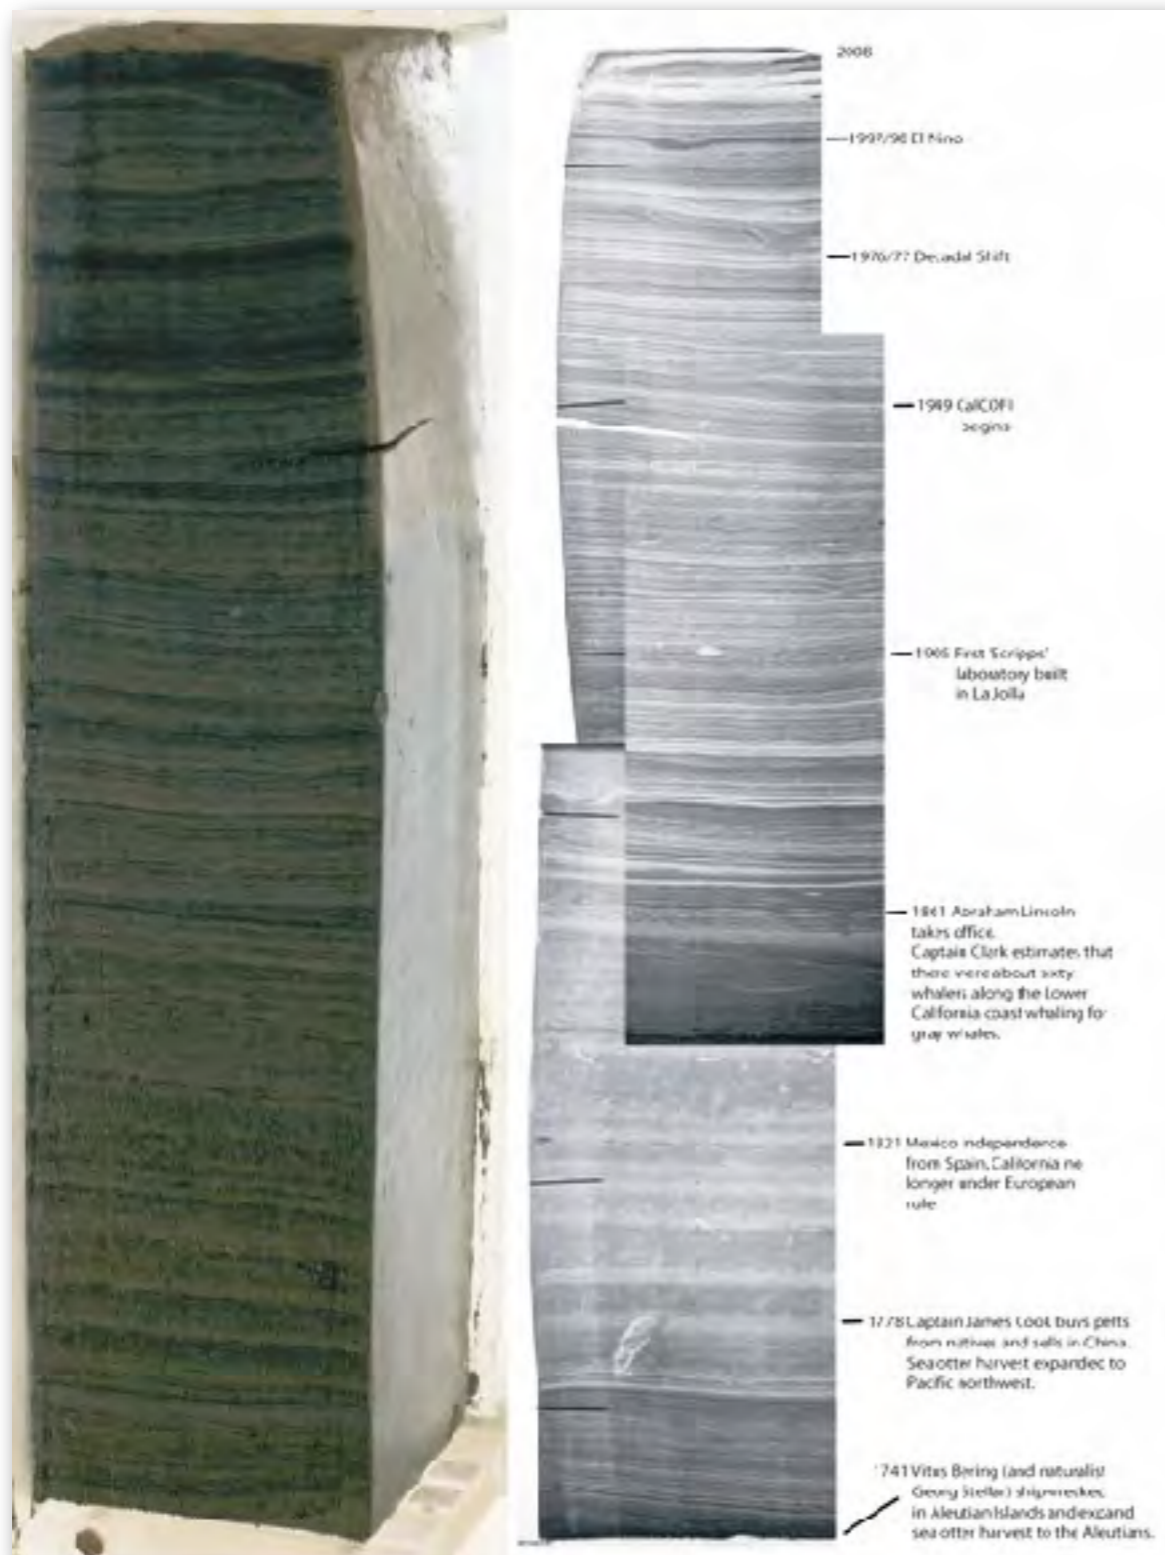 2008
1997/98 El Nino
1976/77 Decadal Shift
1949 CalCOFI
begins
1905 First 'Scripps'
laboratory built
in La Jolla
1861 Abraham Lincoln
takes office.
Captain Clark estimates that
there were about sixty
whalers along the Lower
California coast whaling for
gray whales.
1821 Mexico independence
from Spain, California no
longer under European
rule
1778 Captain James Cook buys pelts
from natives and sells in China.
Sea otter harvest expanded to
Pacific northwest.
1741 Vitus Bering (and naturalist
Georg Stellar) shipwrecked
in Aleutian Islands and expand
sea otter harvest to the Aleutians.